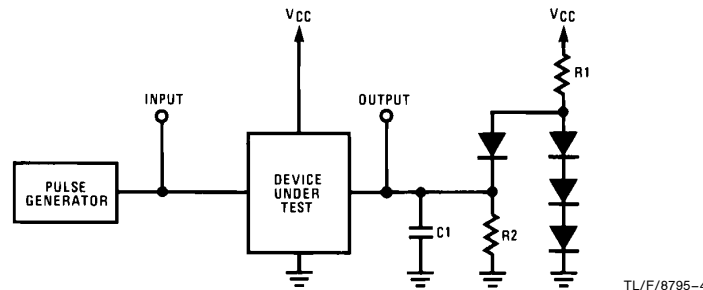 VCC
VCC
R1
INPUT
OUTPUT
PULSE
GENERATOR
DEVICE
UNDER
TEST
C1
R2
TL/F/8795–4